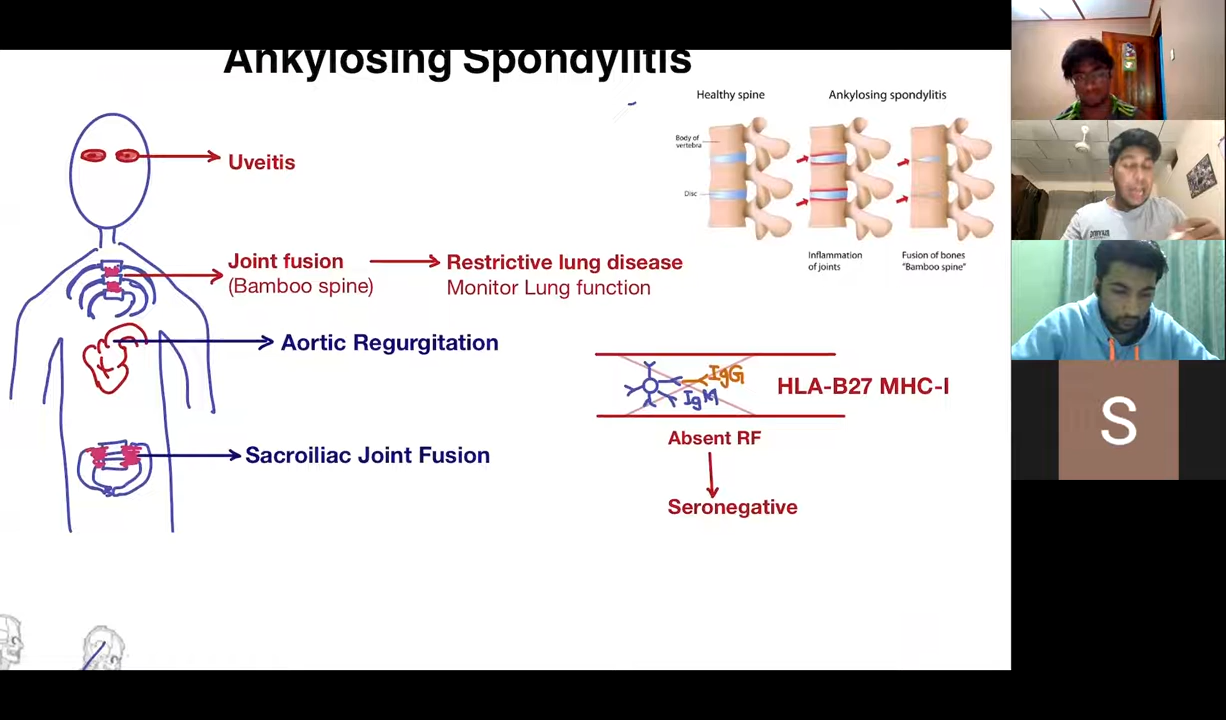 Ankylosing Spondylitis
Healthy spine
Ankylosing spondylitis
Body of
vertebra
Disc
Inflammation
of joints
Fusion of bones
"Bamboo spine"
Uveitis
Joint fusion
(Bamboo spine)
Restrictive lung disease
Monitor Lung function
Aortic Regurgitation
Sacroiliac Joint Fusion
IgG
IgM
HLA-B27 MHC-I
Absent RF
Seronegative
S